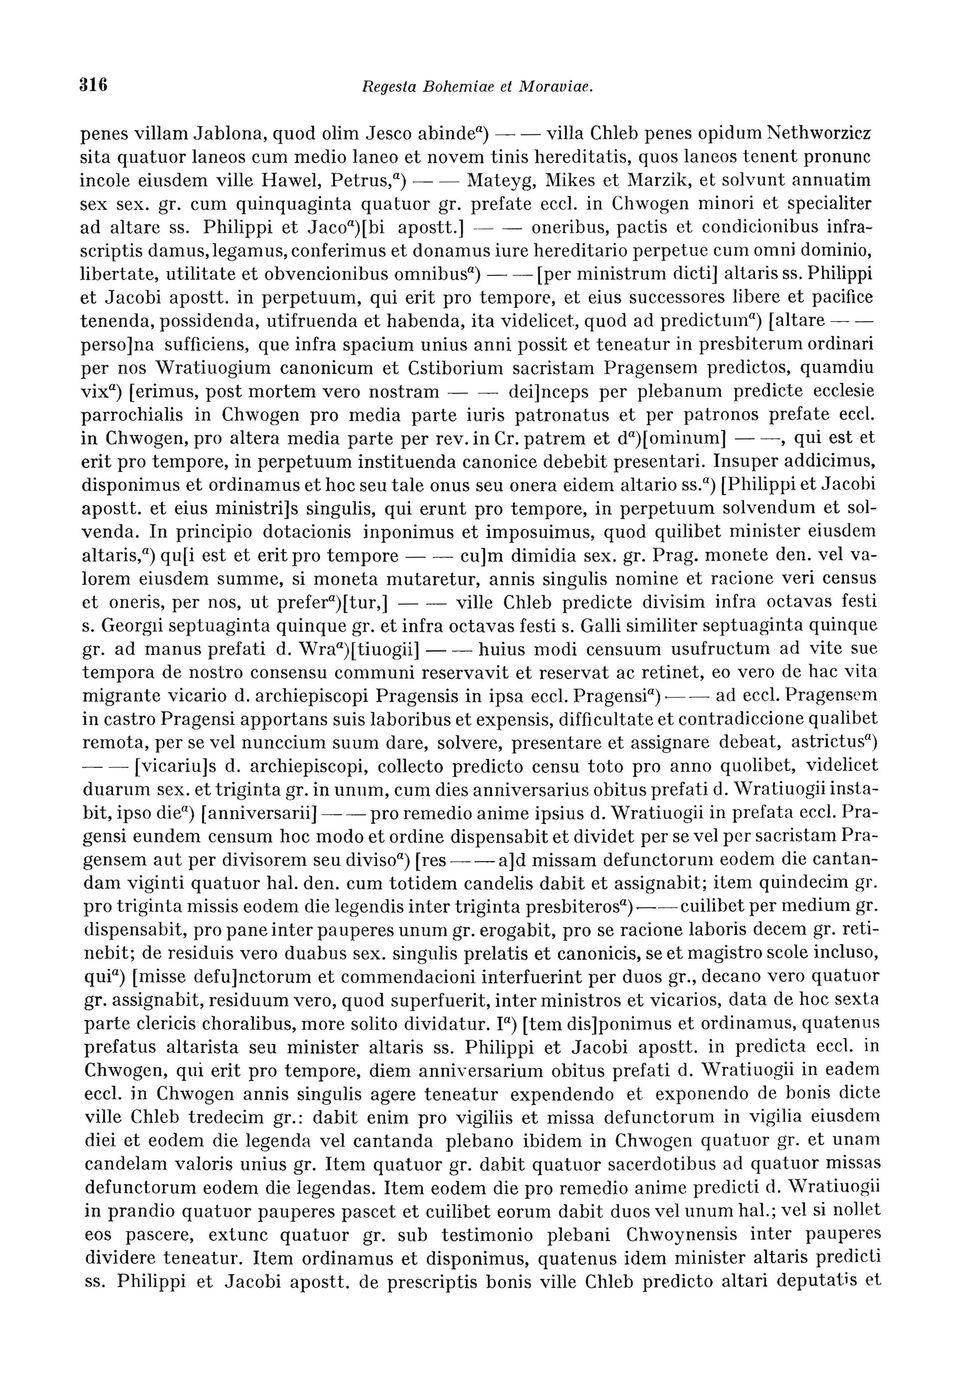 316 Regesta Bohemiae et Moraviae.
penes villam Jablona, quod olim Jesco abindeᵃ) — — villa Chleb penes opidum Nethworzicz
sita quatuor laneos cum medio laneo et novem tinis hereditatis, quos laneos tenent pronunc
incole eiusdem ville Hawel, Petrus,ᵃ) — — Mateyg, Mikes et Marzik, et solvunt annuatim
sex sex. gr. cum quinquaginta quatuor gr. prefate eccl. in Chwogen minori et specialiter
ad altare ss. Philippi et Jacoᵃ)[bi apostt.] — — oneribus, pactis et condicionibus infra-
scriptis damus, legamus, conferimus et donamus iure hereditario perpetue cum omni dominio,
libertate, utilitate et obvencionibus omnibusᵃ) — — [per ministrum dicti] altaris ss. Philippi
et Jacobi apostt. in perpetuum, qui erit pro tempore, et eius successores libere et pacifice
tenenda, possidenda, utifruenda et habenda, ita videlicet, quod ad predictumᵃ) [altare — —
perso]na sufficiens, que infra spacium unius anni possit et teneatur in presbiterum ordinari
per nos Wratiuogium canonicum et Cstiborium sacristam Pragensem predictos, quamdiu
vixᵃ) [erimus, post mortem vero nostram — — dei]nceps per plebanum predicte ecclesie
parrochialis in Chwogen pro media parte iuris patronatus et per patronos prefate eccl.
in Chwogen, pro altera media parte per rev. in Cr. patrem et dᵃ)[ominum] — —, qui est et
erit pro tempore, in perpetuum instituenda canonice debebit presentari. Insuper addicimus,
disponimus et ordinamus et hoc seu tale onus seu onera eidem altario ss.ᵃ) [Philippi et Jacobi
apostt. et eius ministri]s singulis, qui erunt pro tempore, in perpetuum solvendum et sol-
venda. In principio dotacionis inponimus et imposuimus, quod quilibet minister eiusdem
altaris,ᵃ) qu[i est et erit pro tempore — — cu]m dimidia sex. gr. Prag. monete den. vel va-
lorem eiusdem summe, si moneta mutaretur, annis singulis nomine et racione veri census
et oneris, per nos, ut preferᵃ)[tur,] — — ville Chleb predicte divisim infra octavas festi
s. Georgii septuaginta quinque gr. et infra octavas festi s. Galli similiter septuaginta quinque
gr. ad manus prefati d. Wraᵃ)[tiuogii] — — huius modi censuum usufructum ad vite sue
tempora de nostro consensu communi reservavit et reservat ac retinet, eo vero de hac vita
migrante vicario d. archiepiscopi Pragensis in ipsa eccl. Pragensiᵃ) — — ad eccl. Pragensem
in castro Pragensi apportans suis laboribus et expensis, difficultate et contradiccione qualibet
remota, per se vel nunccium suum dare, solvere, presentare et assignare debeat, astrictusᵃ)
— — [vicariu]s d. archiepiscopi, collecto predicto censu toto pro anno quolibet, videlicet
duarum sex. et triginta gr. in unum, cum dies anniversarius obitus prefati d. Wratiuogii insta-
bit, ipso dieᵃ) [anniversarii] — — pro remedio anime ipsius d. Wratiuogii in prefata eccl. Pra-
gensi eundem censum hoc modo et ordine dispensabit et dividet per se vel per sacristam Pra-
gensem aut per divisorem seu divisoᵃ) [res — — a]d missam defunctorum eodem die cantan-
dam viginti quatuor hal. den. cum totidem candelis dabit et assignabit; item quindecim gr.
pro triginta missis eodem die legendis inter triginta presbiterosᵃ) — — cuilibet per medium gr.
dispensabit, pro pane inter pauperes unum gr. erogabit, pro se racione laboris decem gr. reti-
nebit; de residuis vero duabus sex. singulis prelatis et canonicis, se et magistro scole incluso,
quiᵃ) [misse defu]nctorum et commendacioni interfuerint per duos gr., decano vero quatuor
gr. assignabit, residuum vero, quod superfuerit, inter ministros et vicarios, data de hoc sexta
parte clericis choralibus, more solito dividatur. Iᵃ) [tem dis]ponimus et ordinamus, quatenus
prefatus altarista seu minister altaris ss. Philippi et Jacobi apostt. in predicta eccl. in
Chwogen, qui erit pro tempore, diem anniversarium obitus prefati d. Wratiuogii in eadem
eccl. in Chwogen annis singulis agere teneatur expendendo et exponendo de bonis dicte
ville Chleb tredecim gr.: dabit enim pro vigiliis et missa defunctorum in vigilia eiusdem
diei et eodem die legenda vel cantanda plebano ibidem in Chwogen quatuor gr. et unam
candelam valoris unius gr. Item quatuor gr. dabit quatuor sacerdotibus ad quatuor missas
defunctorum eodem die legendas. Item eodem die pro remedio anime predicti d. Wratiuogii
in prandio quatuor pauperes pascet et cuilibet eorum dabit duos vel unum hal.; vel si nollet
eos pascere, extunc quatuor gr. sub testimonio plebani Chwoynensis inter pauperes
dividere teneatur. Item ordinamus et disponimus, quatenus idem minister altaris predicti
ss. Philippi et Jacobi apostt. de prescriptis bonis ville Chleb predicto altari deputatis et